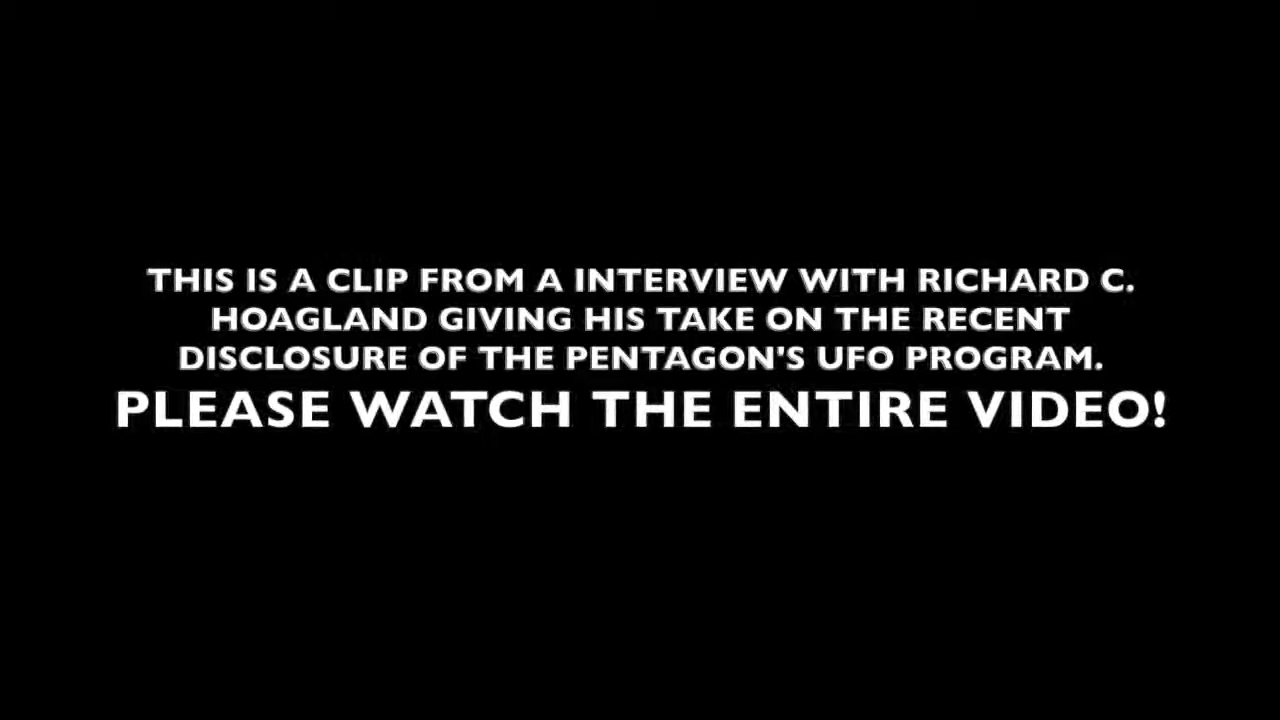 THIS IS A CLIP FROM A INTERVIEW WITH RICHARD C.
HOAGLAND GIVING HIS TAKE ON THE RECENT
DISCLOSURE OF THE PENTAGON'S UFO PROGRAM.
PLEASE WATCH THE ENTIRE VIDEO!